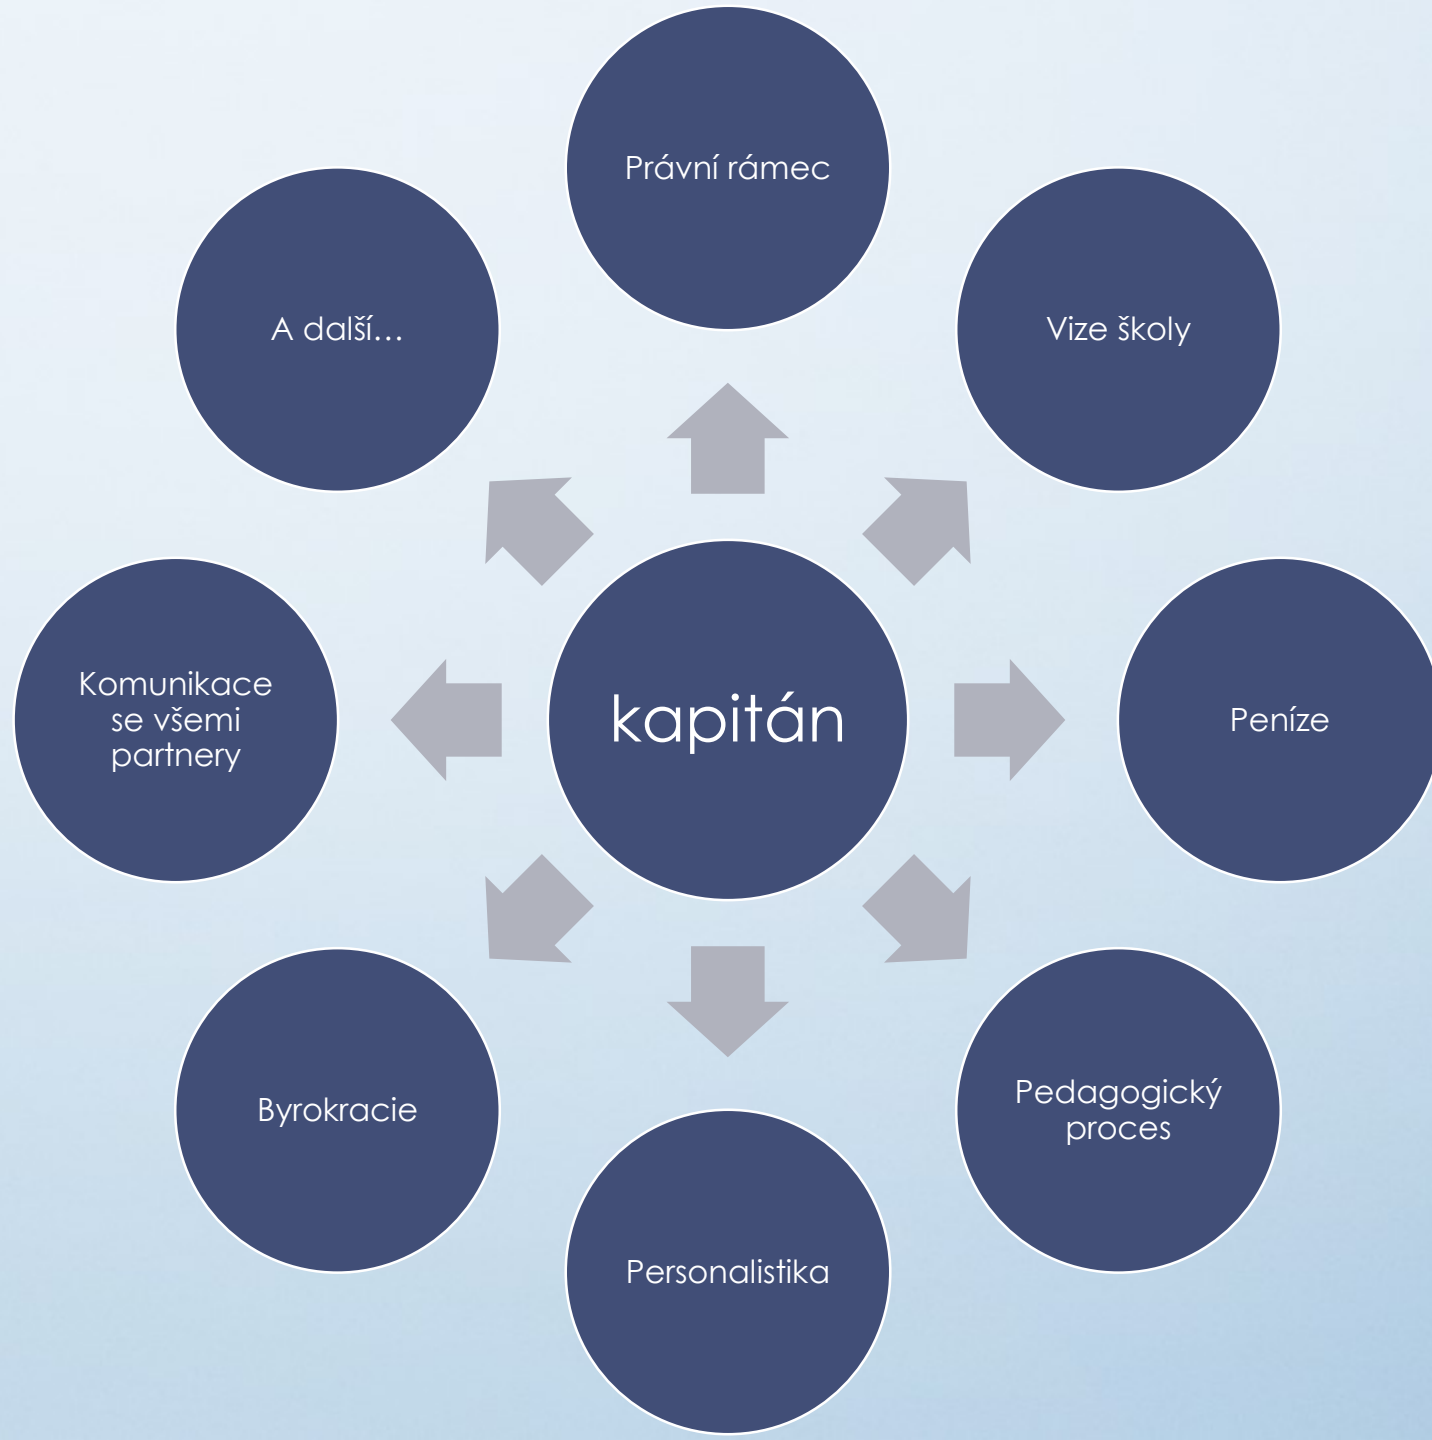 Právní rámec
A další...
Vize školy
Komunikace
se všemi
partnery
kapitán
Peníze
Byrokracie
Pedagogický
proces
Personalistika